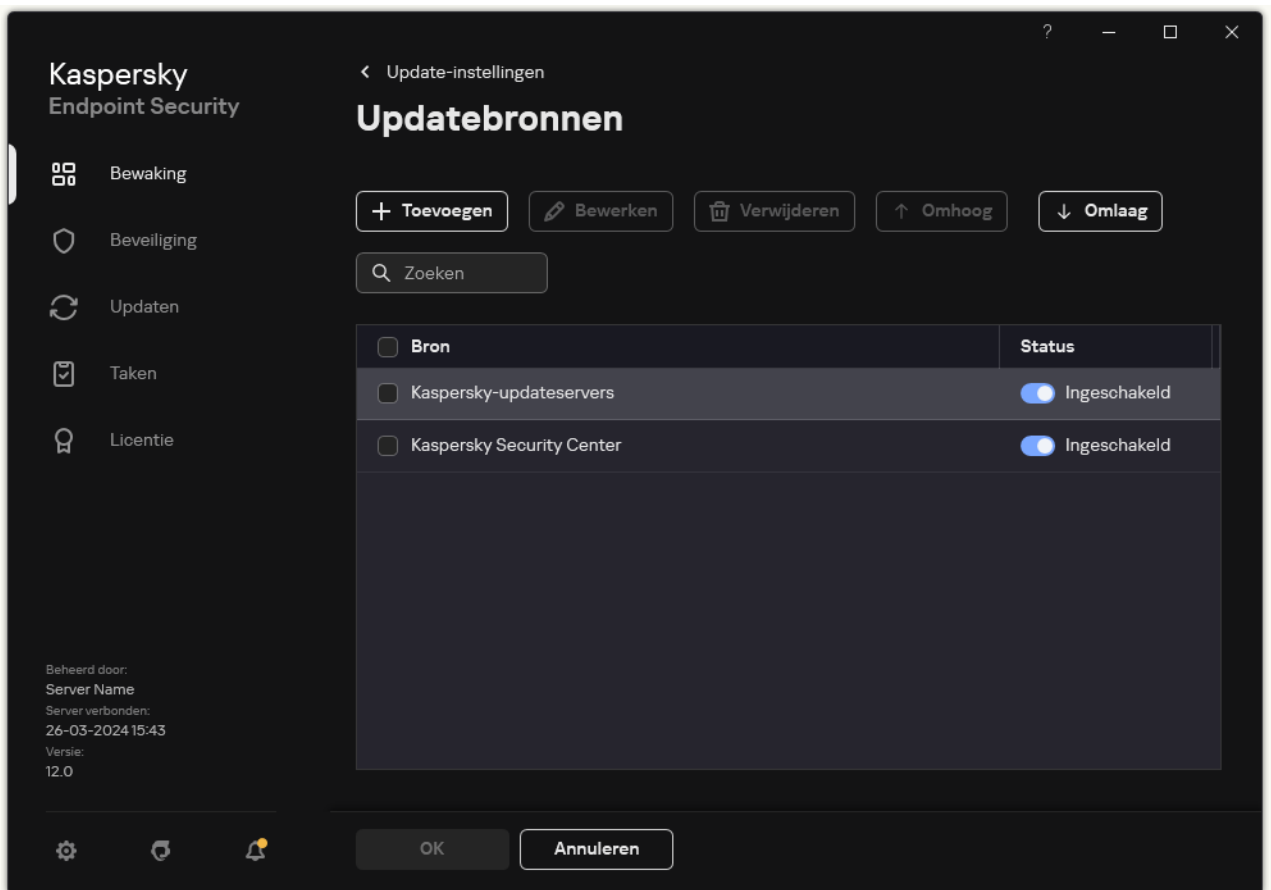 ?
Kaspersky
Endpoint Security
Update-instellingen
Updatebronnen
Bewaking
Beveiliging
Updaten
Taken
Licentie
Toevoegen Bewerken Verwijderen Omhoog Omlaag
Zoeken
Bron Status
Kaspersky-updateservers Ingeschakeld
Kaspersky Security Center Ingeschakeld
Beheerd door:
Server Name
Server verbonden:
26-03-2024 15:43
Versie:
12.0
OK Annuleren